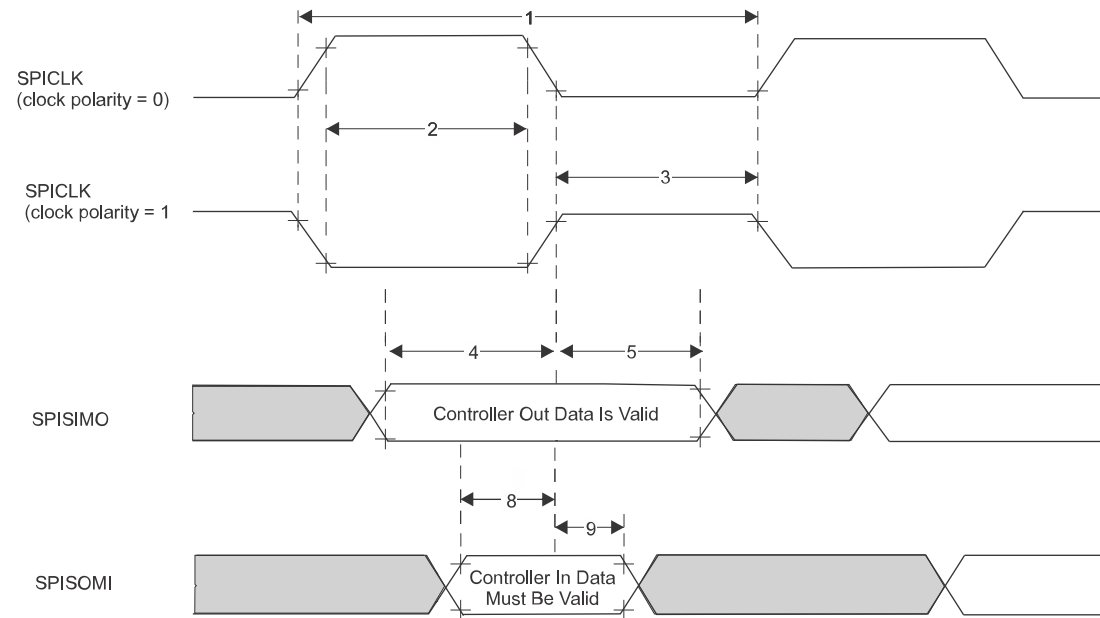 1
SPICLK
(clock polarity = 0)
2
3
SPICLK
(clock polarity = 1
4
5
SPISIMO
Controller Out Data Is Valid
8
9
SPISOMI
Controller In Data
Must Be Valid